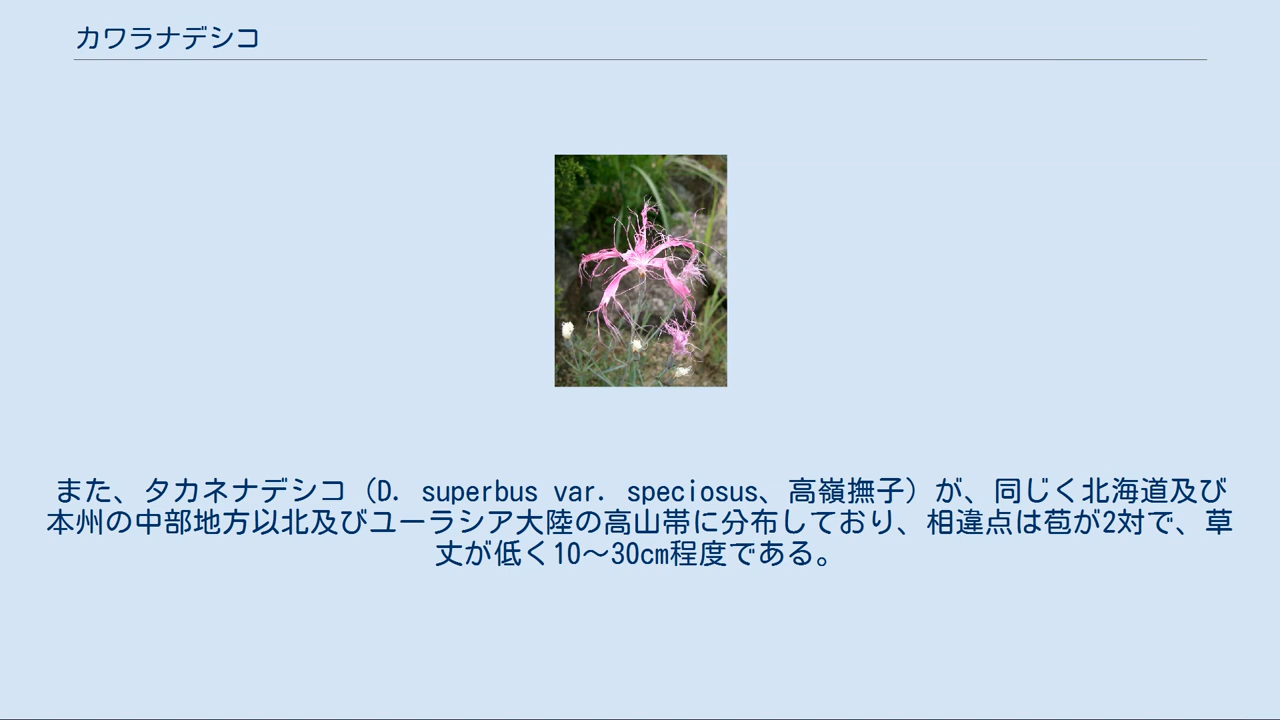 カワラナデシコ
また、タカネナデシコ（D. superbus var. speciosus、高嶺撫子）が、同じく北海道及び
本州の中部地方以北及びユーラシア大陸の高山帯に分布しており、相違点は苞が2対で、草
丈が低く10〜30cm程度である。